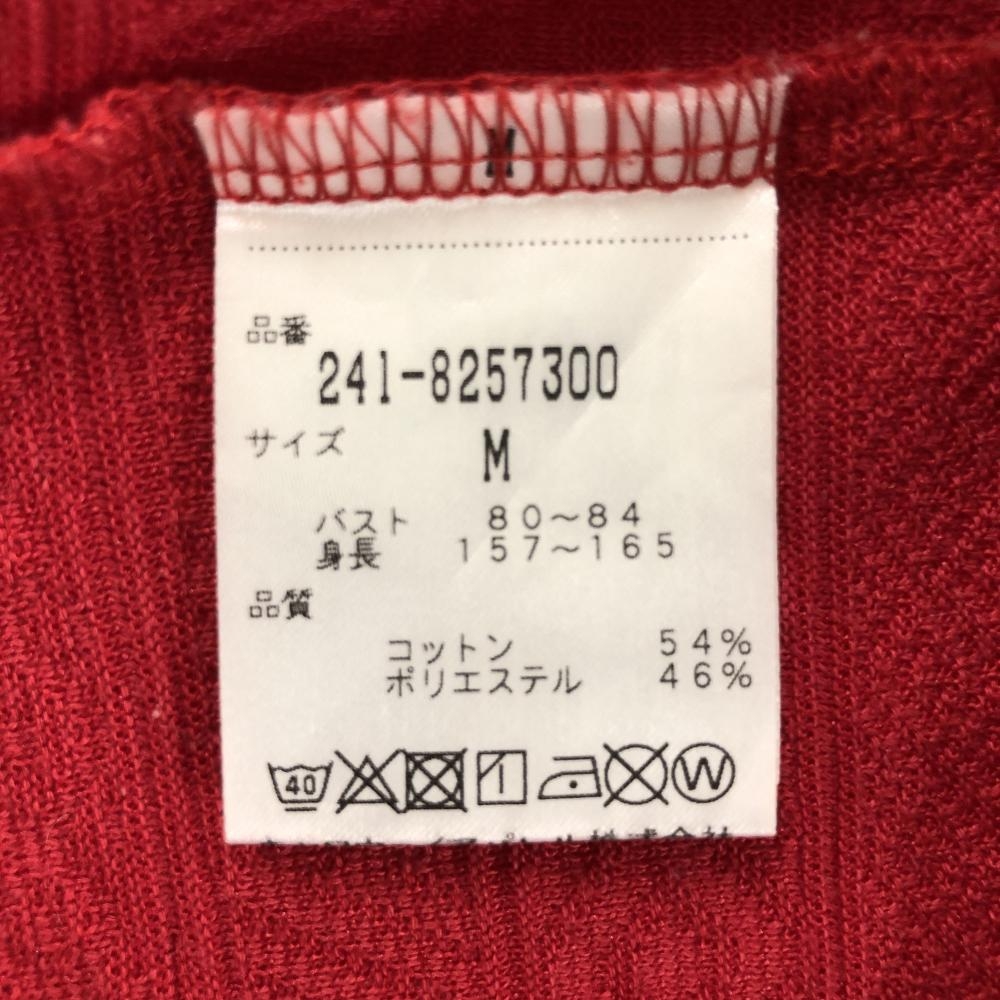 品番
241-8257300
サイズ M
バスト 80～84
身長 157～165
品質
コットン 54%
ポリエステル 46%
40 W